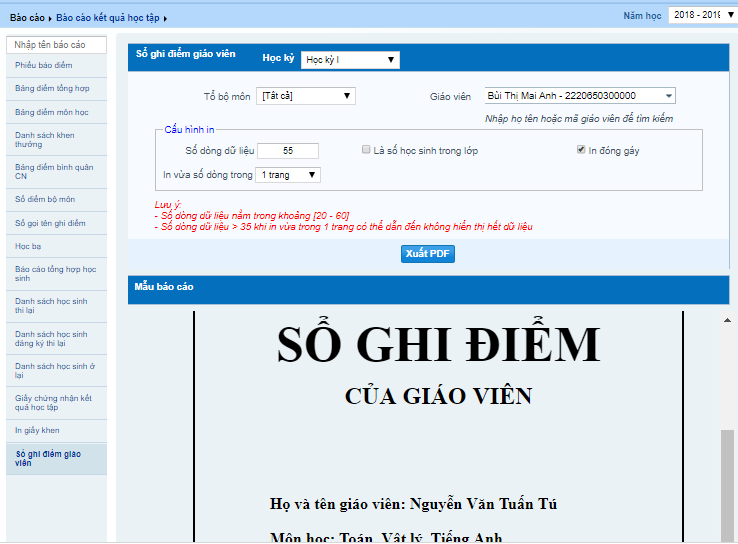 Báo cáo ▸ Báo cáo kết quả học tập ▸
Năm học 2018 - 2019
Nhập tên báo cáo
Phiếu báo điểm
Bảng điểm tổng hợp
Bảng điểm môn học
Danh sách khen
thưởng
Bảng điểm bình quân
CN
Sổ điểm bộ môn
Sổ gọi tên ghi điểm
Học bạ
Báo cáo tổng hợp học
sinh
Danh sách học sinh
thi lại
Danh sách học sinh
đăng ký thi lại
Danh sách học sinh ở
lại
Giấy chứng nhận kết
quả học tập
In giấy khen
Sổ ghi điểm giáo
viên
Sổ ghi điểm giáo viên Học kỳ Học kỳ I
Tổ bộ môn [Tất cả] Giáo viên Bùi Thị Mai Anh - 2220650300000
Nhập họ tên hoặc mã giáo viên để tìm kiếm
Cấu hình in
Số dòng dữ liệu 55 Là số học sinh trong lớp In đóng gáy
In vừa số dòng trong 1 trang
Lưu ý:
- Số dòng dữ liệu nằm trong khoảng [20 - 60]
- Số dòng dữ liệu > 35 khi in vừa trong 1 trang có thể dẫn đến không hiển thị hết dữ liệu
Xuất PDF
Mẫu báo cáo
SỔ GHI ĐIỂM
CỦA GIÁO VIÊN
Họ và tên giáo viên: Nguyễn Văn Tuấn Tú
Môn học: Toán, Vật lý, Tiếng Anh